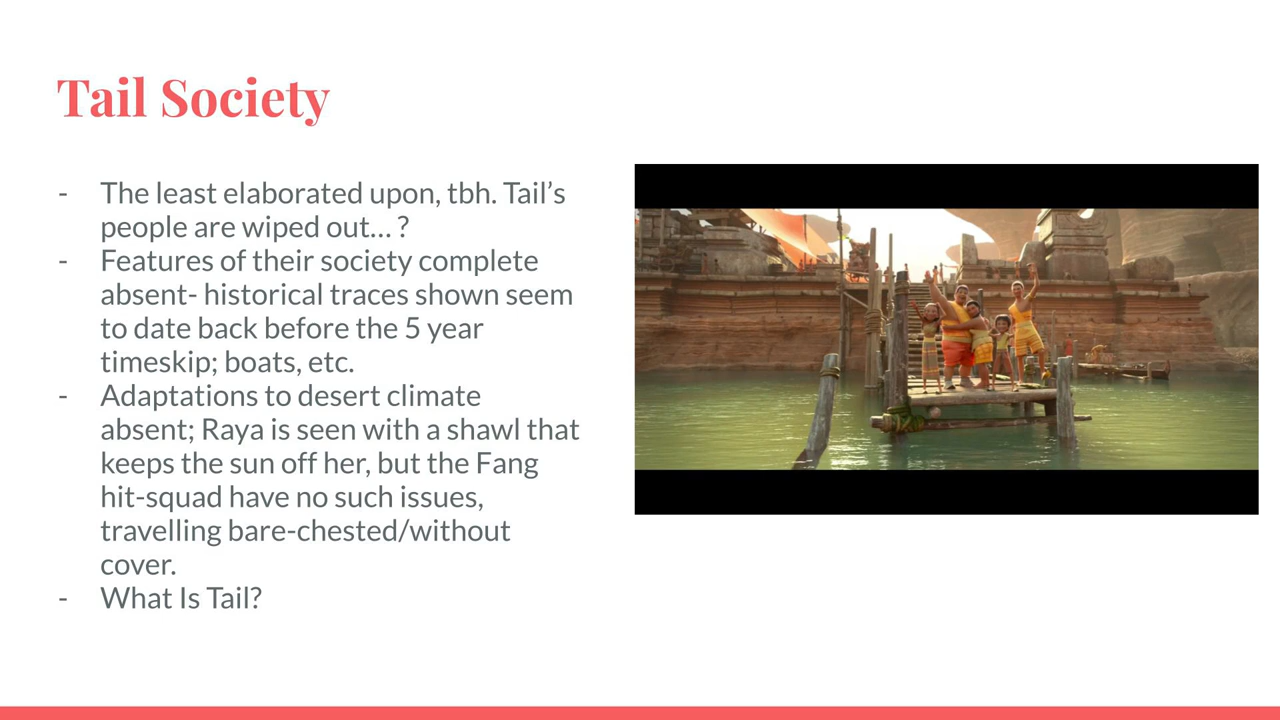 Tail Society
- The least elaborated upon, tbh. Tail’s
people are wiped out… ?
- Features of their society complete
absent- historical traces shown seem
to date back before the 5 year
timeskip; boats, etc.
- Adaptations to desert climate
absent; Raya is seen with a shawl that
keeps the sun off her, but the Fang
hit-squad have no such issues,
travelling bare-chested/without
cover.
- What Is Tail?